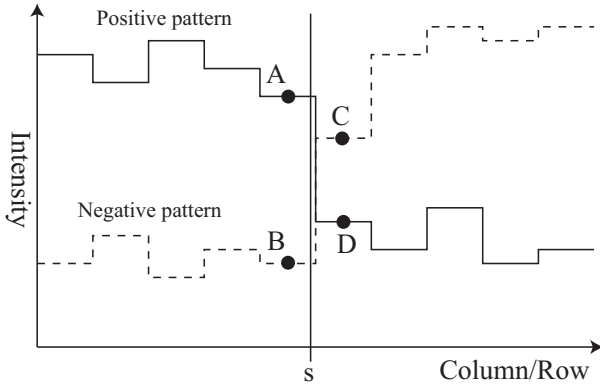 Positive pattern
A
C
Intensity
Negative pattern
B
D
s
Column/Row